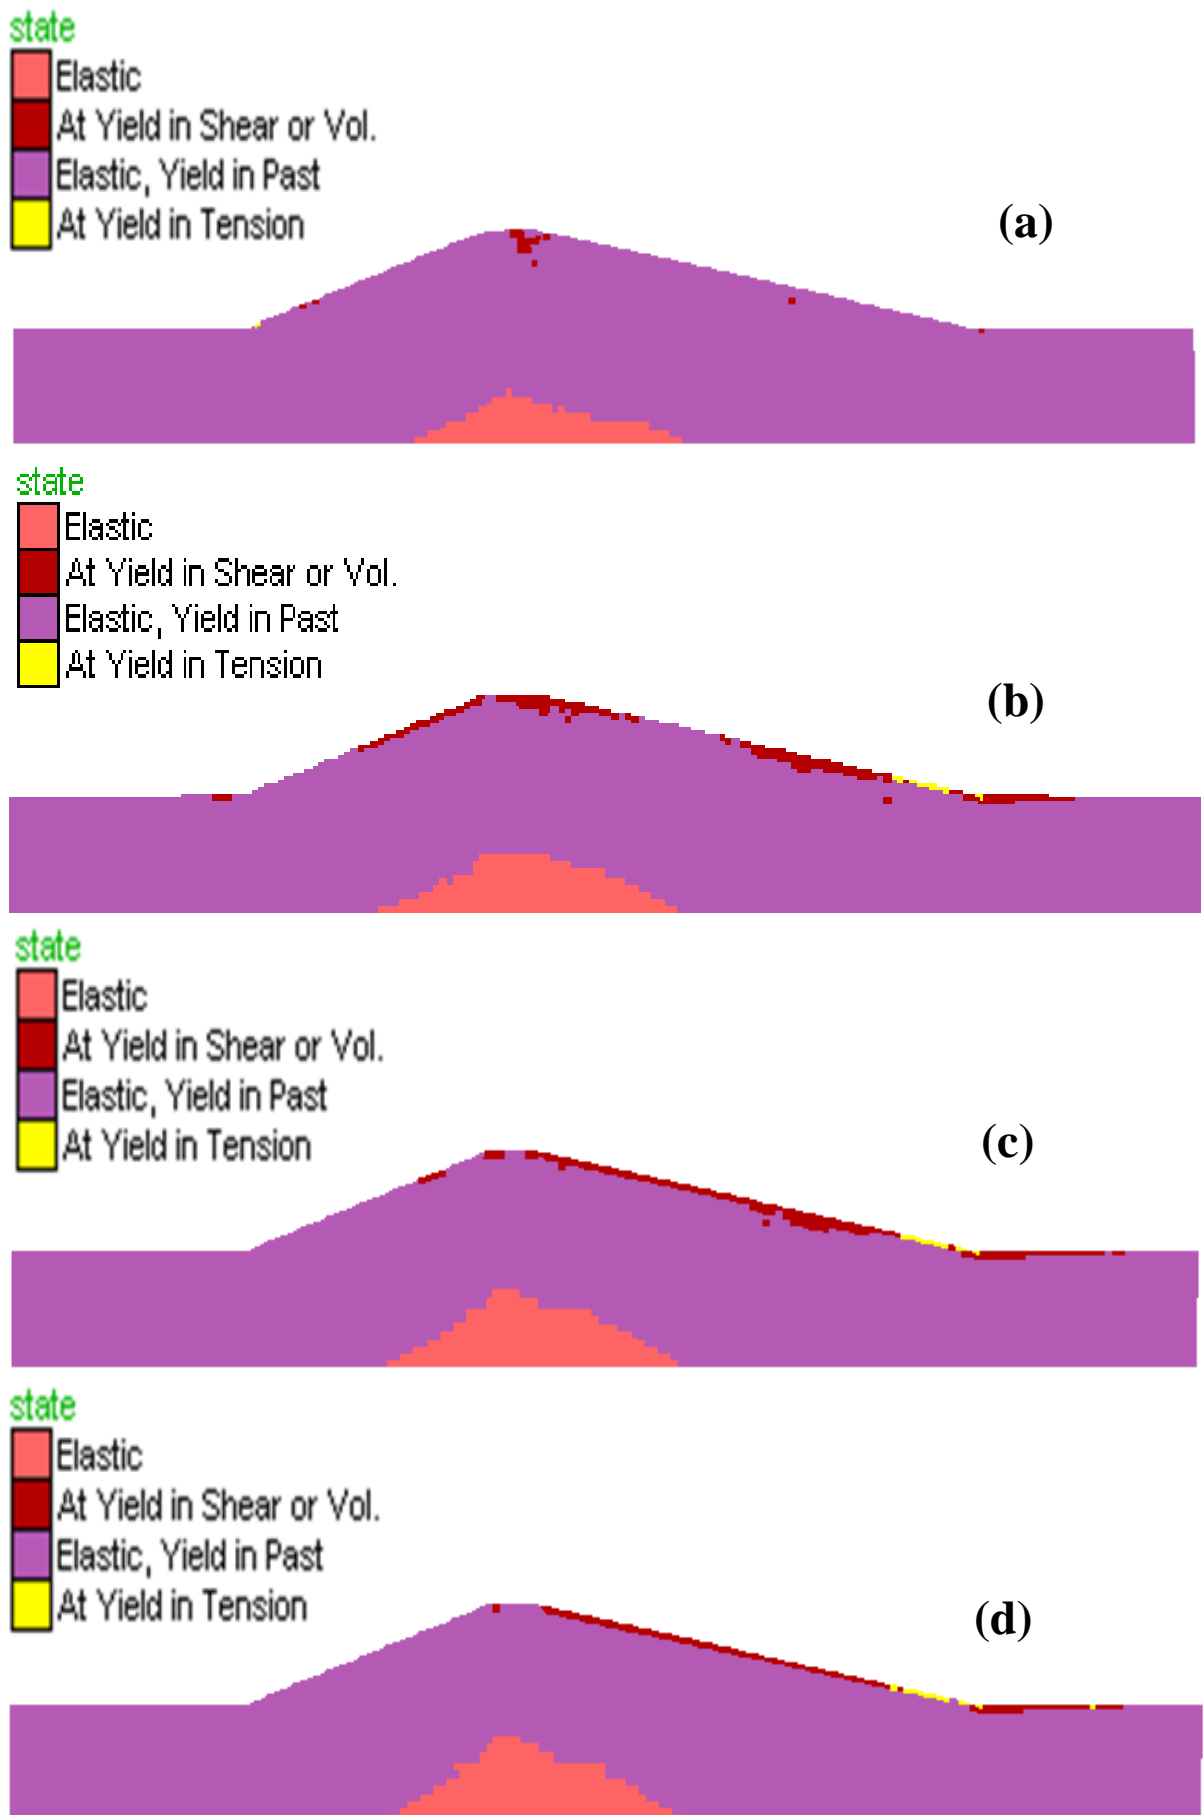 state
Elastic
At Yield in Shear or Vol.
Elastic, Yield in Past
At Yield in Tension
(a)
state
Elastic
At Yield in Shear or Vol.
Elastic, Yield in Past
At Yield in Tension
(b)
state
Elastic
At Yield in Shear or Vol.
Elastic, Yield in Past
At Yield in Tension
(c)
state
Elastic
At Yield in Shear or Vol.
Elastic, Yield in Past
At Yield in Tension
(d)